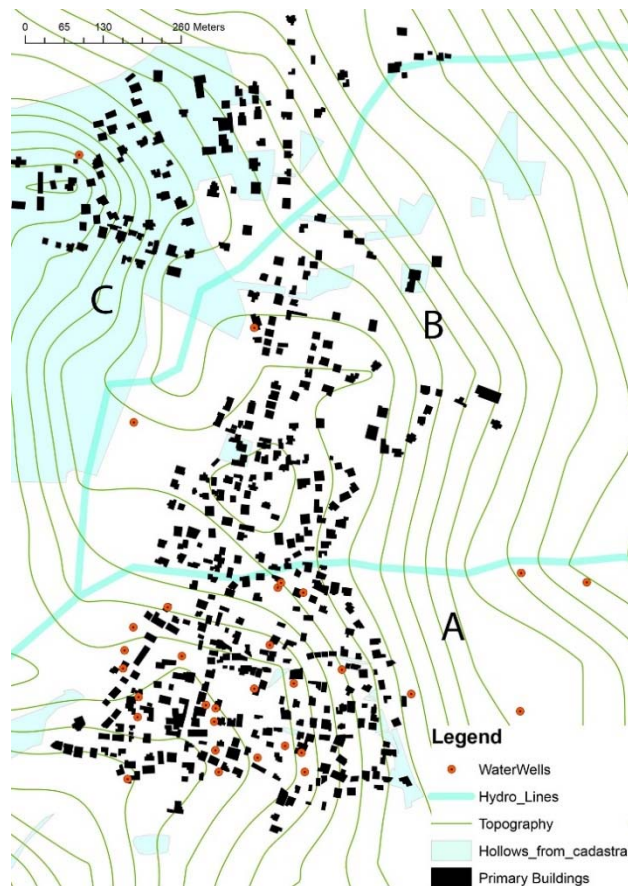 0 65 130 260 Meters
C
B
A
Legend
WaterWells
Hydro_Lines
Topography
Hollows_from_cadastra
Primary Buildings